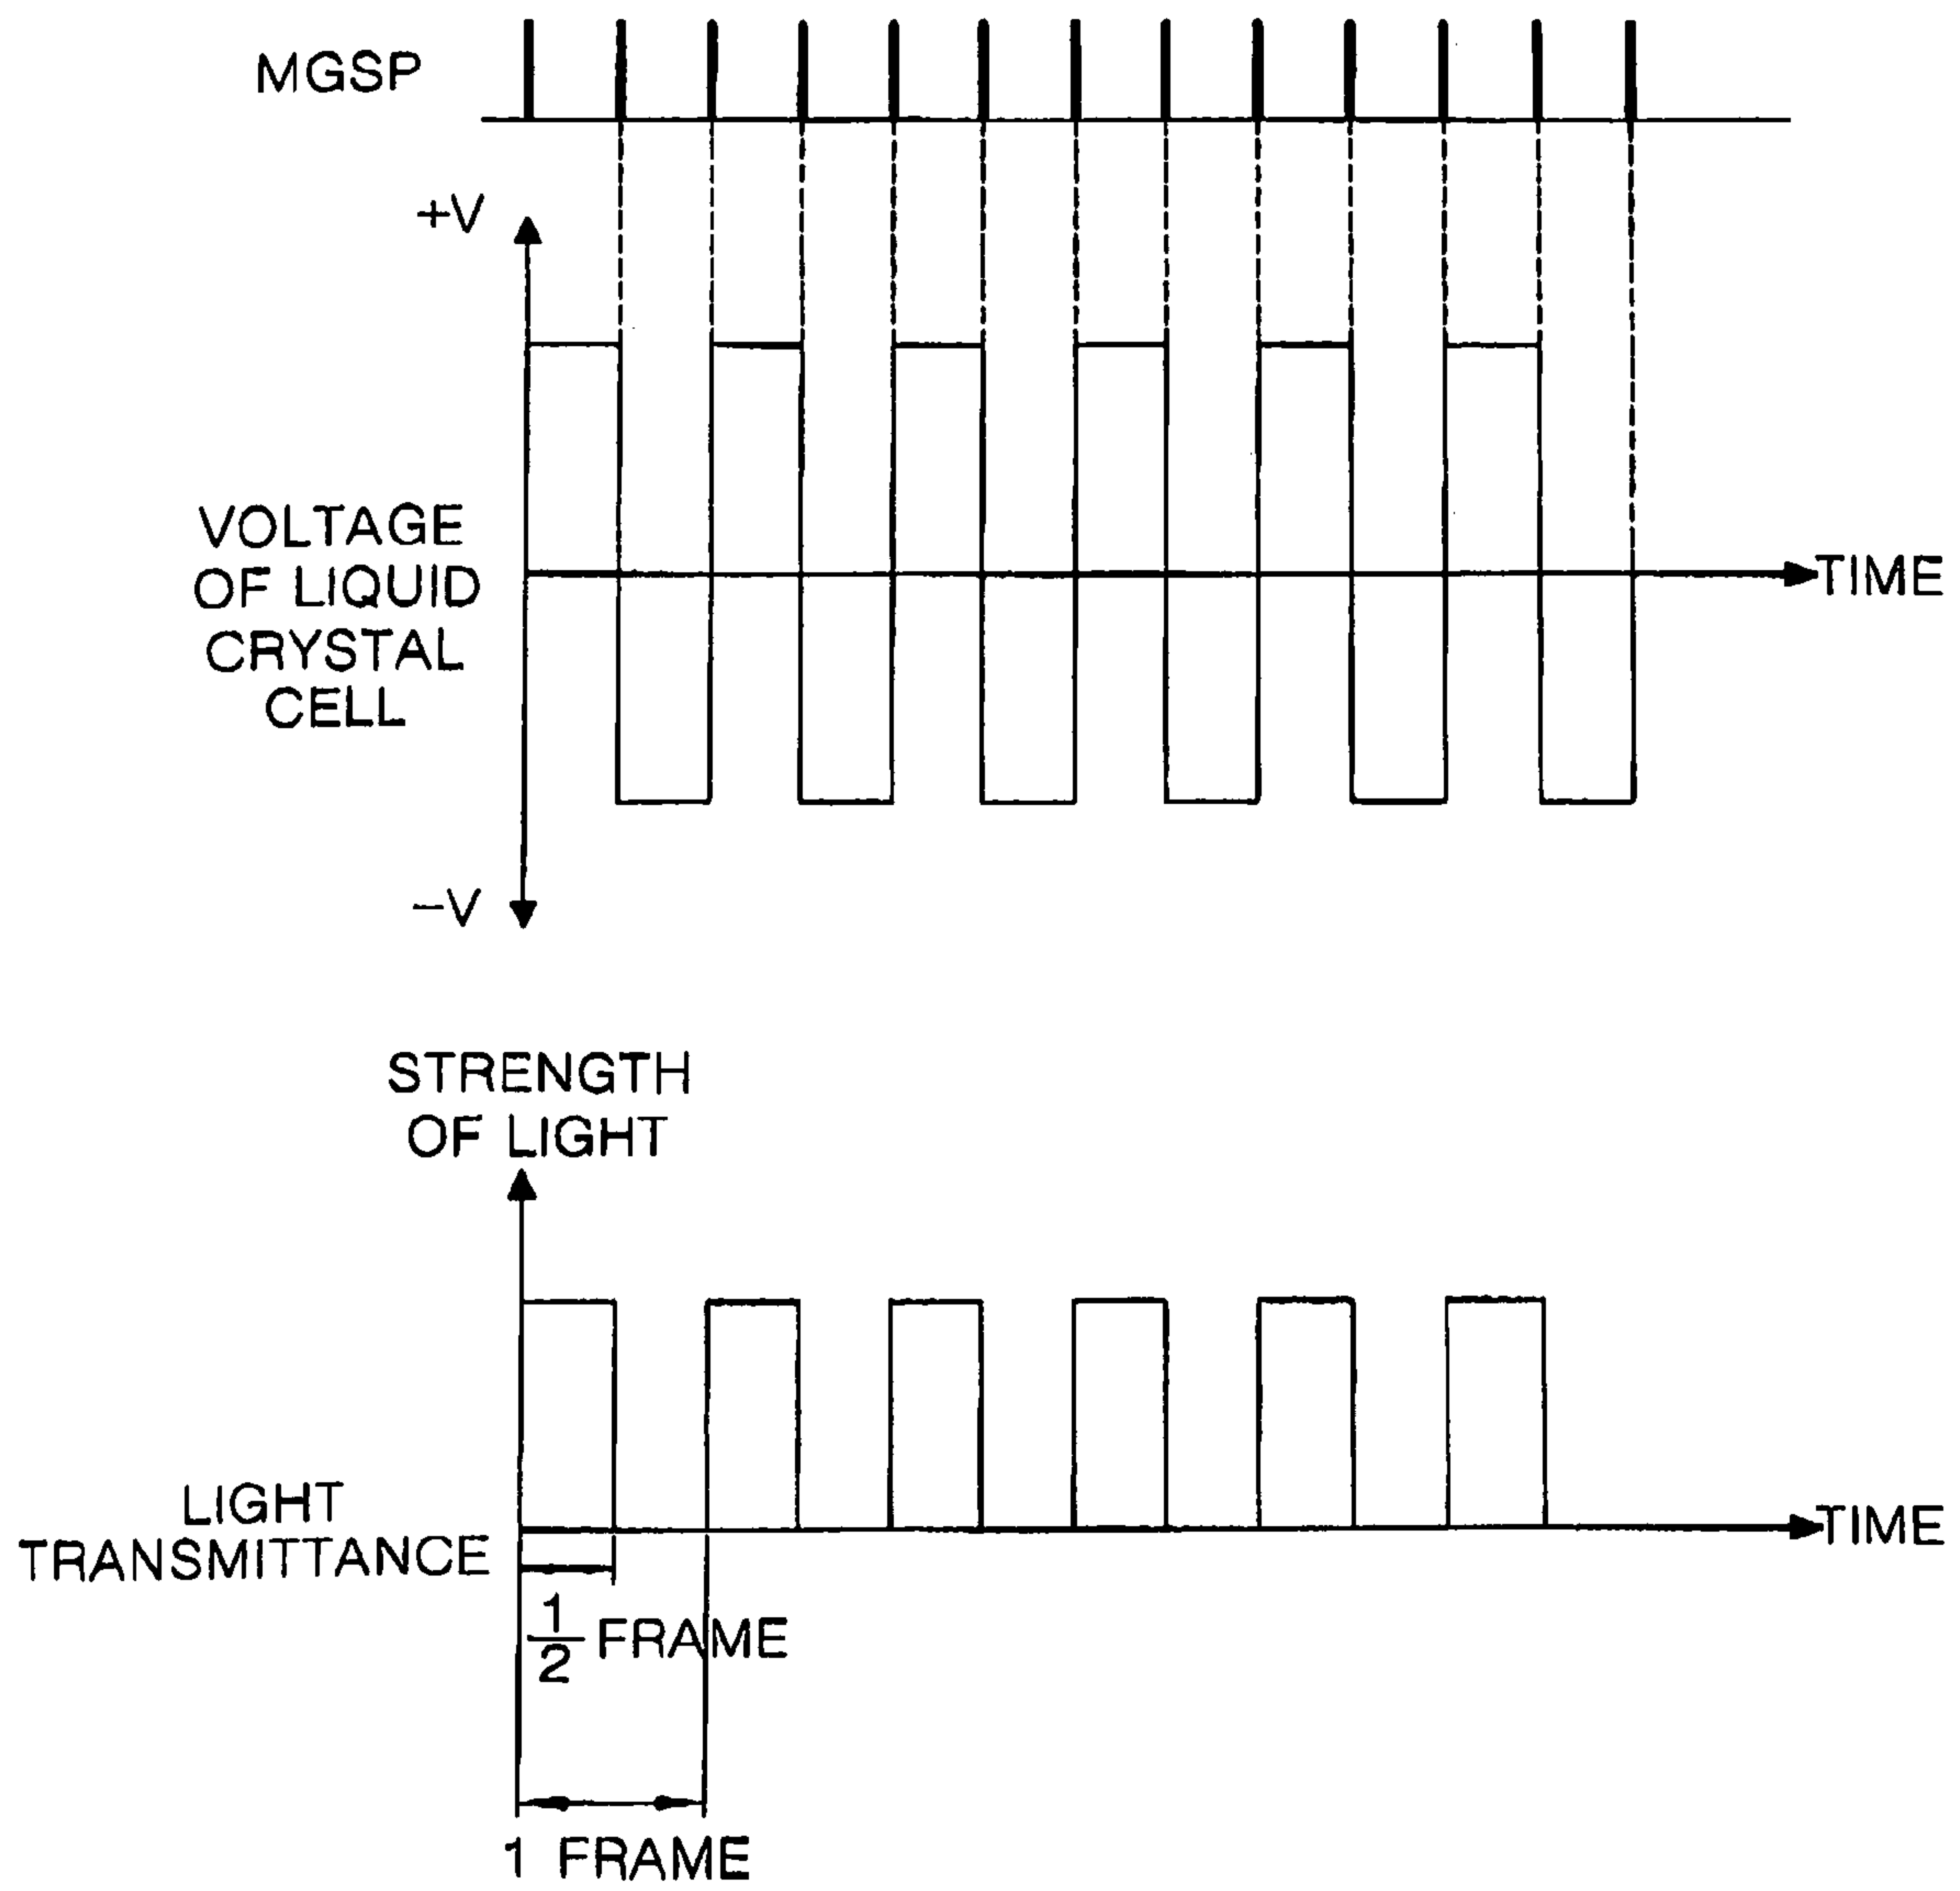 MGSP
+V
VOLTAGE
OF LIQUID
CRYSTAL
CELL
TIME
−V
STRENGTH
OF LIGHT
LIGHT
TRANSMITTANCE
TIME
1/2 FRAME
1 FRAME